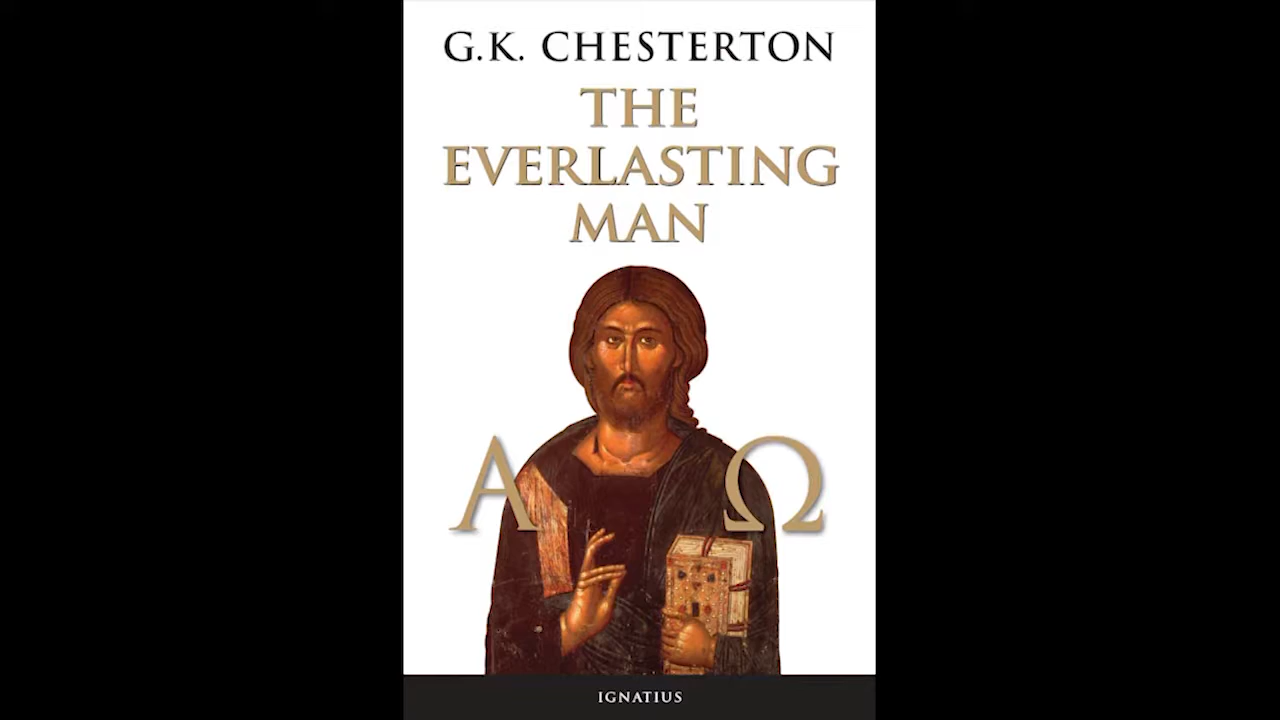 G.K. CHESTERTON
THE
EVERLASTING
MAN
Α Ω
IGNATIUS